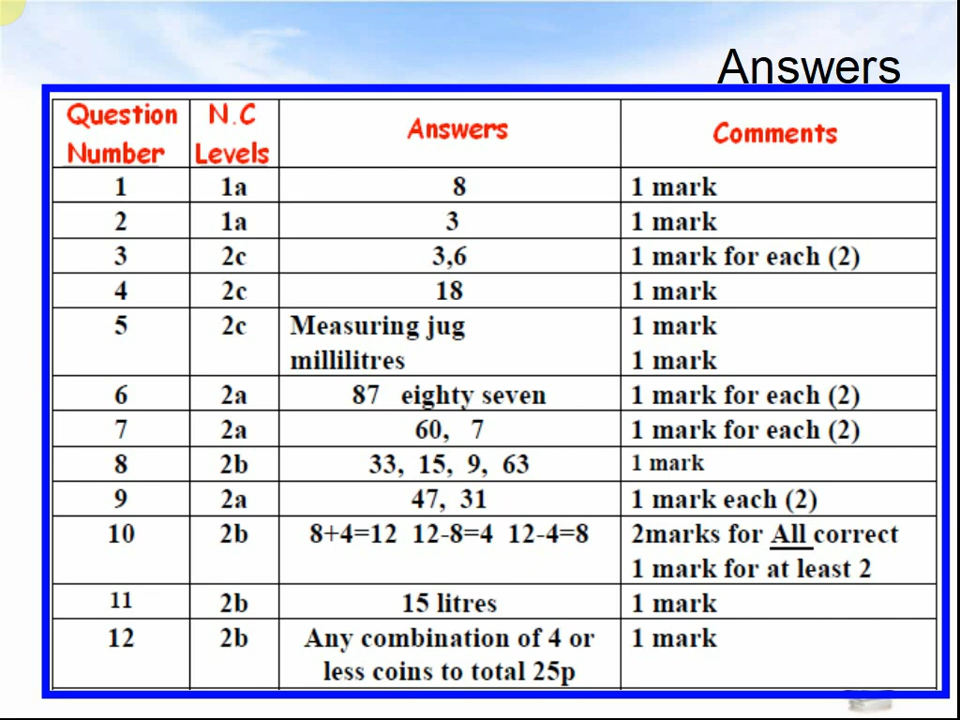 Answers
Question Number N.C Levels Answers Comments
1 1a 8 1 mark
2 1a 3 1 mark
3 2c 3,6 1 mark for each (2)
4 2c 18 1 mark
5 2c Measuring jug 1 mark
millilitres 1 mark
6 2a 87 eighty seven 1 mark for each (2)
7 2a 60, 7 1 mark for each (2)
8 2b 33, 15, 9, 63 1 mark
9 2a 47, 31 1 mark each (2)
10 2b 8+4=12 12-8=4 12-4=8 2marks for All correct
1 mark for at least 2
11 2b 15 litres 1 mark
12 2b Any combination of 4 or 1 mark
less coins to total 25p